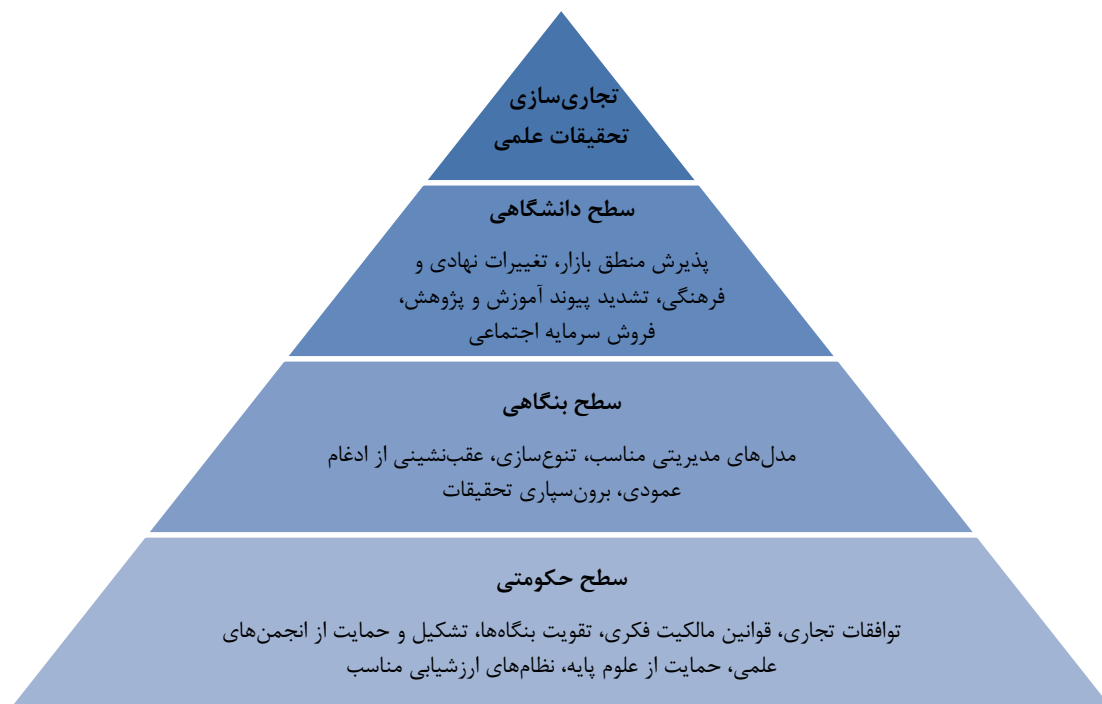 تجاری‌سازی
تحقیقات علمی
سطح دانشگاهی
پذیرش منطق بازار، تغییرات نهادی و
فرهنگی، تشدید پیوند آموزش و پژوهش،
فروش سرمایه اجتماعی
سطح بنگاهی
مدل‌های مدیریتی مناسب، تنوع‌سازی، عقب‌نشینی از ادغام
عمودی، برون‌سپاری تحقیقات
سطح حکومتی
توافقات تجاری، قوانین مالکیت فکری، تقویت بنگاه‌ها، تشکیل و حمایت از انجمن‌های
علمی، حمایت از علوم پایه، نظام‌های ارزشیابی مناسب